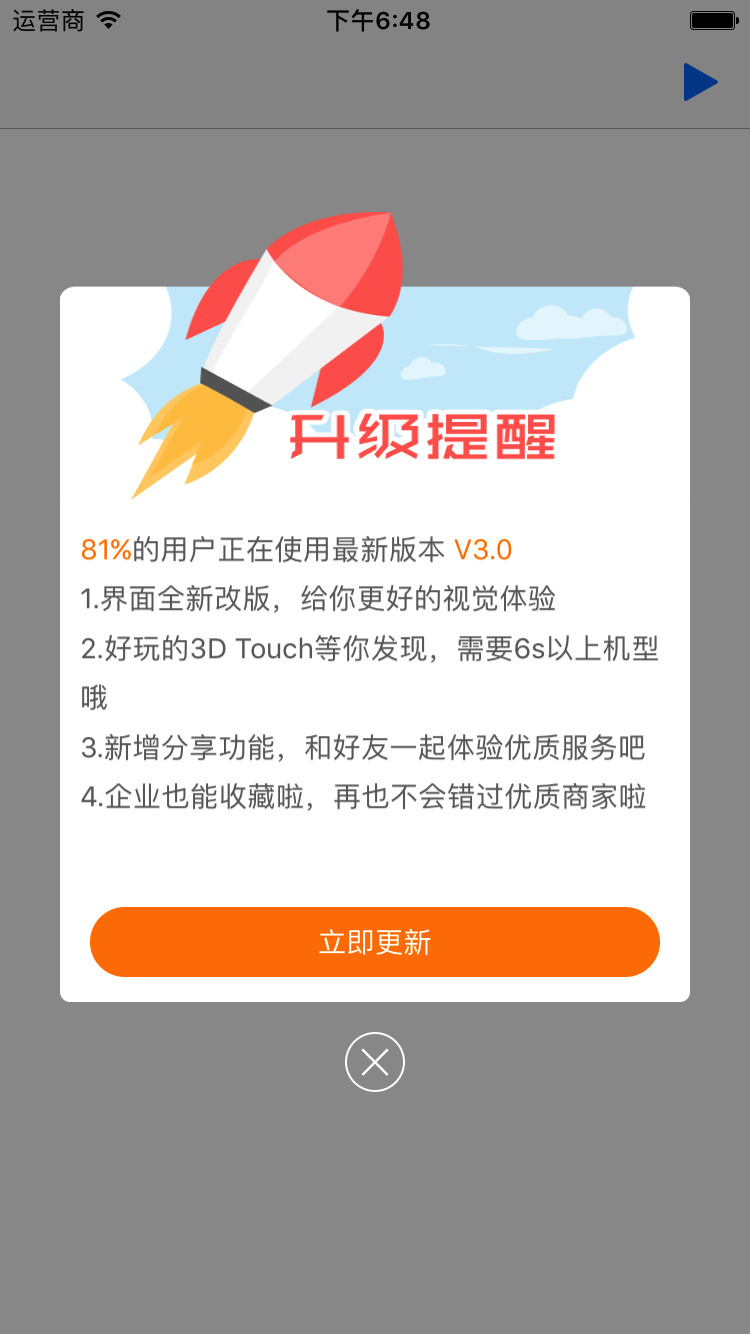 运营商 下午6:48
升级提醒
81%的用户正在使用最新版本 V3.0
1.界面全新改版，给你更好的视觉体验
2.好玩的3D Touch等你发现，需要6s以上机型
哦
3.新增分享功能，和好友一起体验优质服务吧
4.企业也能收藏啦，再也不会错过优质商家啦
立即更新